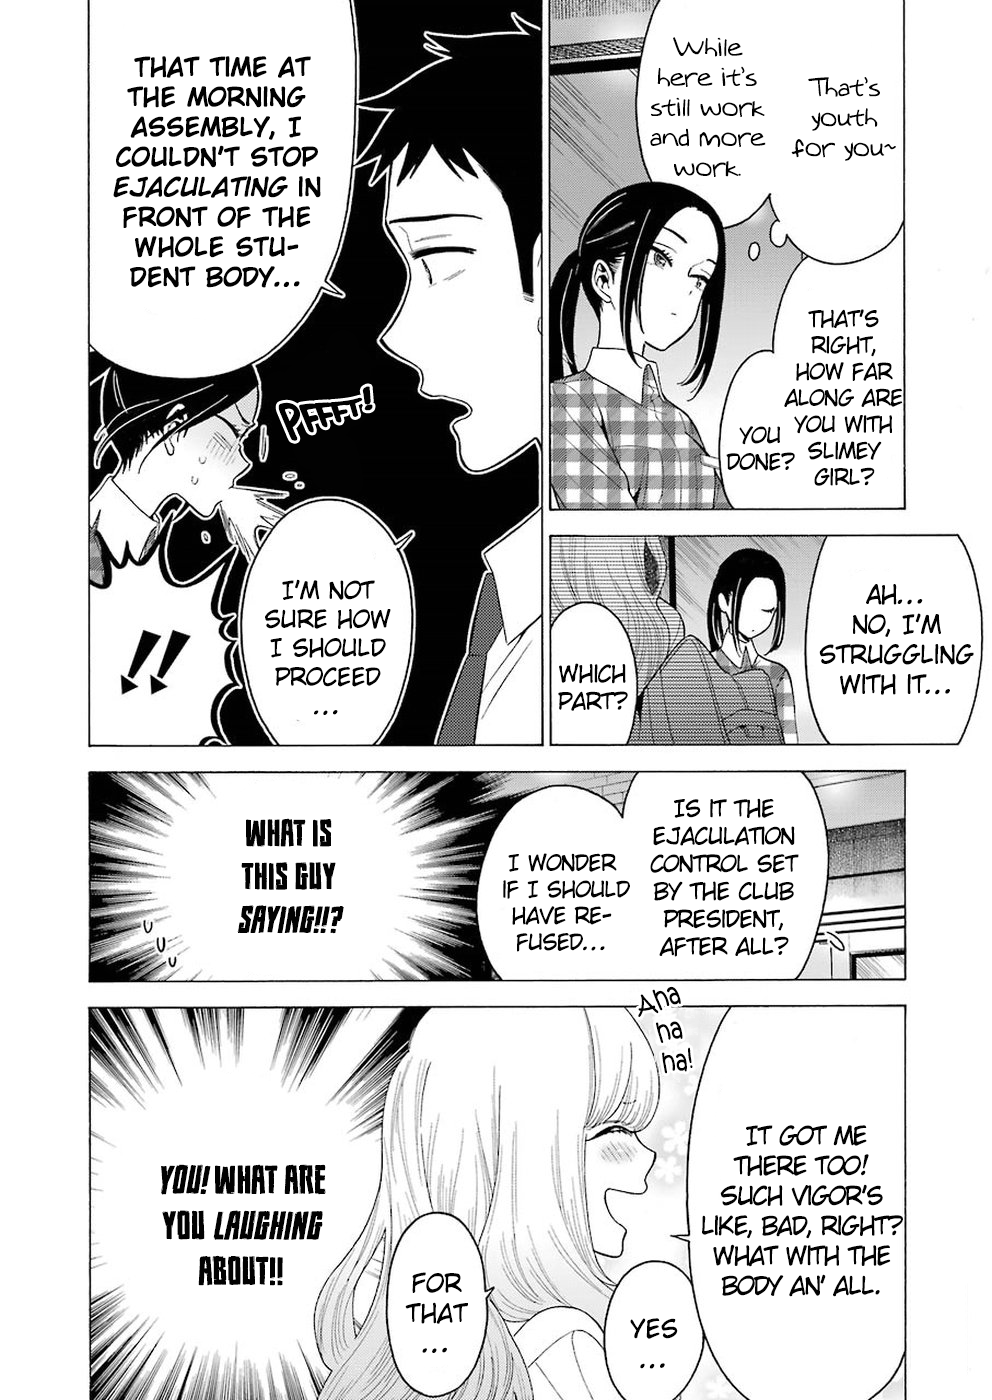 That's
youth
for you~
While
here it's
still work
and more
work.
THAT'S
RIGHT,
HOW FAR
ALONG ARE
YOU WITH
SLIMEY
GIRL?
YOU
DONE?
AH...
NO, I'M
STRUGGLING
WITH IT...
WHICH
PART?
THAT TIME AT
THE MORNING
ASSEMBLY, I
COULDN'T STOP
EJACULATING IN
FRONT OF THE
WHOLE STU-
DENT BODY...
PFFFT!
I'M NOT
SURE HOW
I SHOULD
PROCEED
...
!!
IS IT THE
EJACULATION
CONTROL SET
BY THE CLUB
PRESIDENT,
AFTER ALL?
I WONDER
IF I SHOULD
HAVE RE-
FUSED...
WHAT IS
THIS GUY
SAYING!!?
IT GOT ME
THERE TOO!
SUCH VIGOR'S
LIKE, BAD, RIGHT?
WHAT WITH THE
BODY AN' ALL.
Aha
ha
ha!
YES
...
FOR
THAT
...
YOU! WHAT ARE
YOU LAUGHING
ABOUT!!